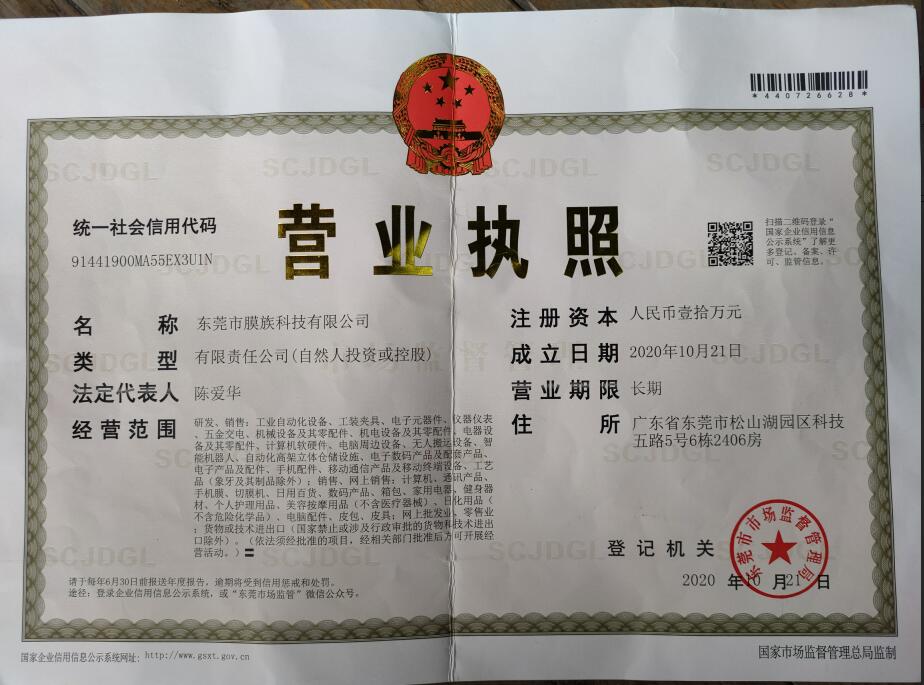 *440726628*
统一社会信用代码
91441900MA55EX3U1N
营业执照
扫描二维码登录“
国家企业信用信息
公示系统”了解更
多登记、备案、许
可、监管信息。
名称 东莞市膜族科技有限公司
类型 有限责任公司(自然人投资或控股)
法定代表人 陈爱华
经营范围 研发、销售：工业自动化设备、工装夹具、电子元器件、仪器仪表
、五金交电、机械设备及其零配件、机电设备及其零配件、电器设
备及其零配件、计算机软硬件、电脑周边设备、无人搬运设备、智
能机器人、自动化高架立体仓储设施、电子数码产品及配套产品、
电子产品及配件、手机配件、移动通信产品及移动终端设备、工艺
品（象牙及其制品除外）；销售、网上销售：计算机、通讯产品、
手机膜、切膜机、日用百货、数码产品、箱包、家用电器、健身器
材、个人护理用品、美容按摩用品（不含医疗器械）、日化用品（
不含危险化学品）、电脑配件、皮包、皮具；网上批发业、零售业
；货物或技术进出口（国家禁止或涉及行政审批的货物和技术进出
口除外）。（依法须经批准的项目，经相关部门批准后方可开展经
营活动。）
注册资本 人民币壹拾万元
成立日期 2020年10月21日
营业期限 长期
住所 广东省东莞市松山湖园区科技
五路5号6栋2406房
登记机关
东莞市市场监督管理局
2020 年10 月21 日
请于每年6月30日前报送年度报告，逾期将受到信用惩戒和处罚。
途径：登录企业信用信息公示系统，或“东莞市场监管”微信公众号。
国家企业信用信息公示系统网址：http://www.gsxt.gov.cn
国家市场监督管理总局监制
SCJDGL